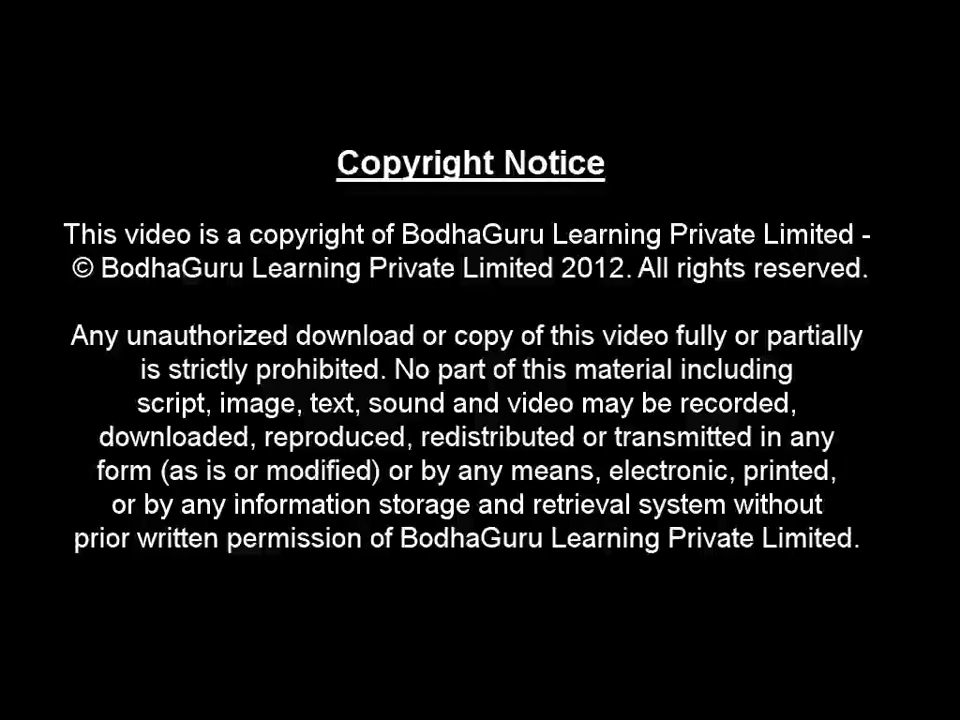 Copyright Notice
This video is a copyright of BodhaGuru Learning Private Limited -
© BodhaGuru Learning Private Limited 2012. All rights reserved.
Any unauthorized download or copy of this video fully or partially
is strictly prohibited. No part of this material including
script, image, text, sound and video may be recorded,
downloaded, reproduced, redistributed or transmitted in any
form (as is or modified) or by any means, electronic, printed,
or by any information storage and retrieval system without
prior written permission of BodhaGuru Learning Private Limited.